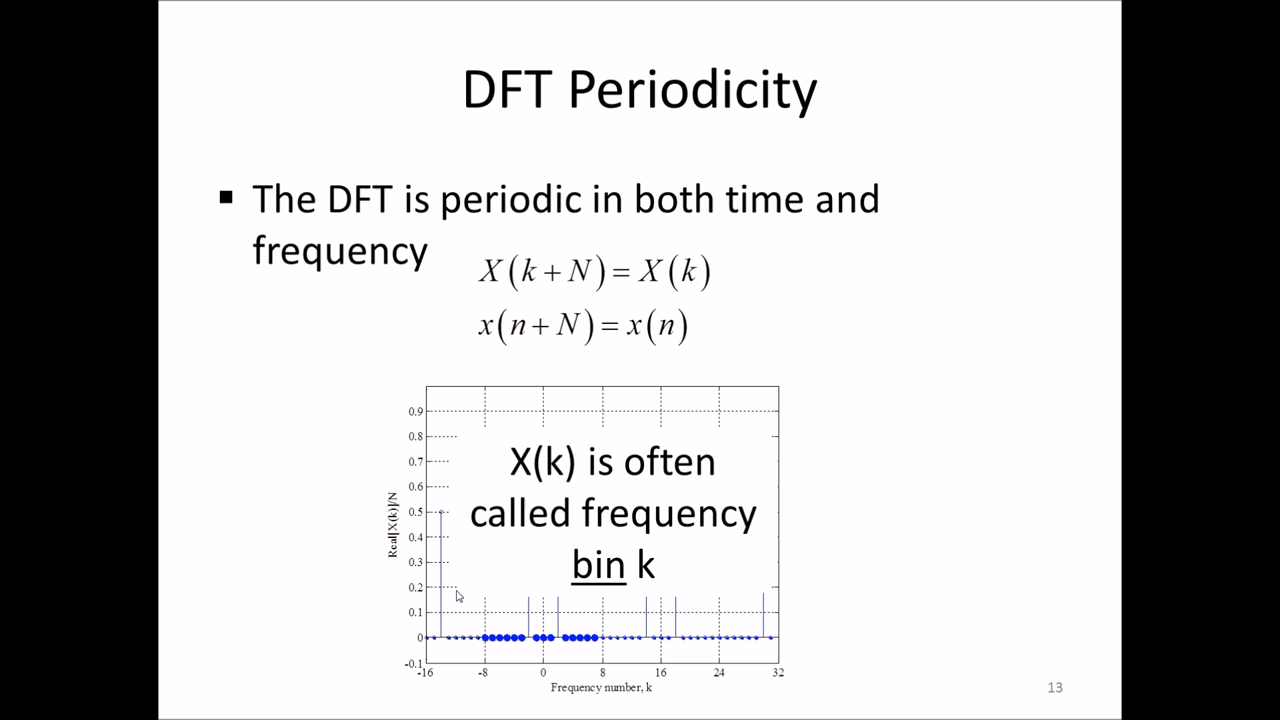 DFT Periodicity
▪ The DFT is periodic in both time and
frequency
X(k+N)=X(k)
x(n+N)=x(n)
0.9
0.8
0.7
0.6
0.5
0.4
0.3
0.2
0.1
0
-0.1
Real[X(k)]/N
X(k) is often
called frequency
bin k
-16 -8 0 8 16 24 32
Frequency number, k
13